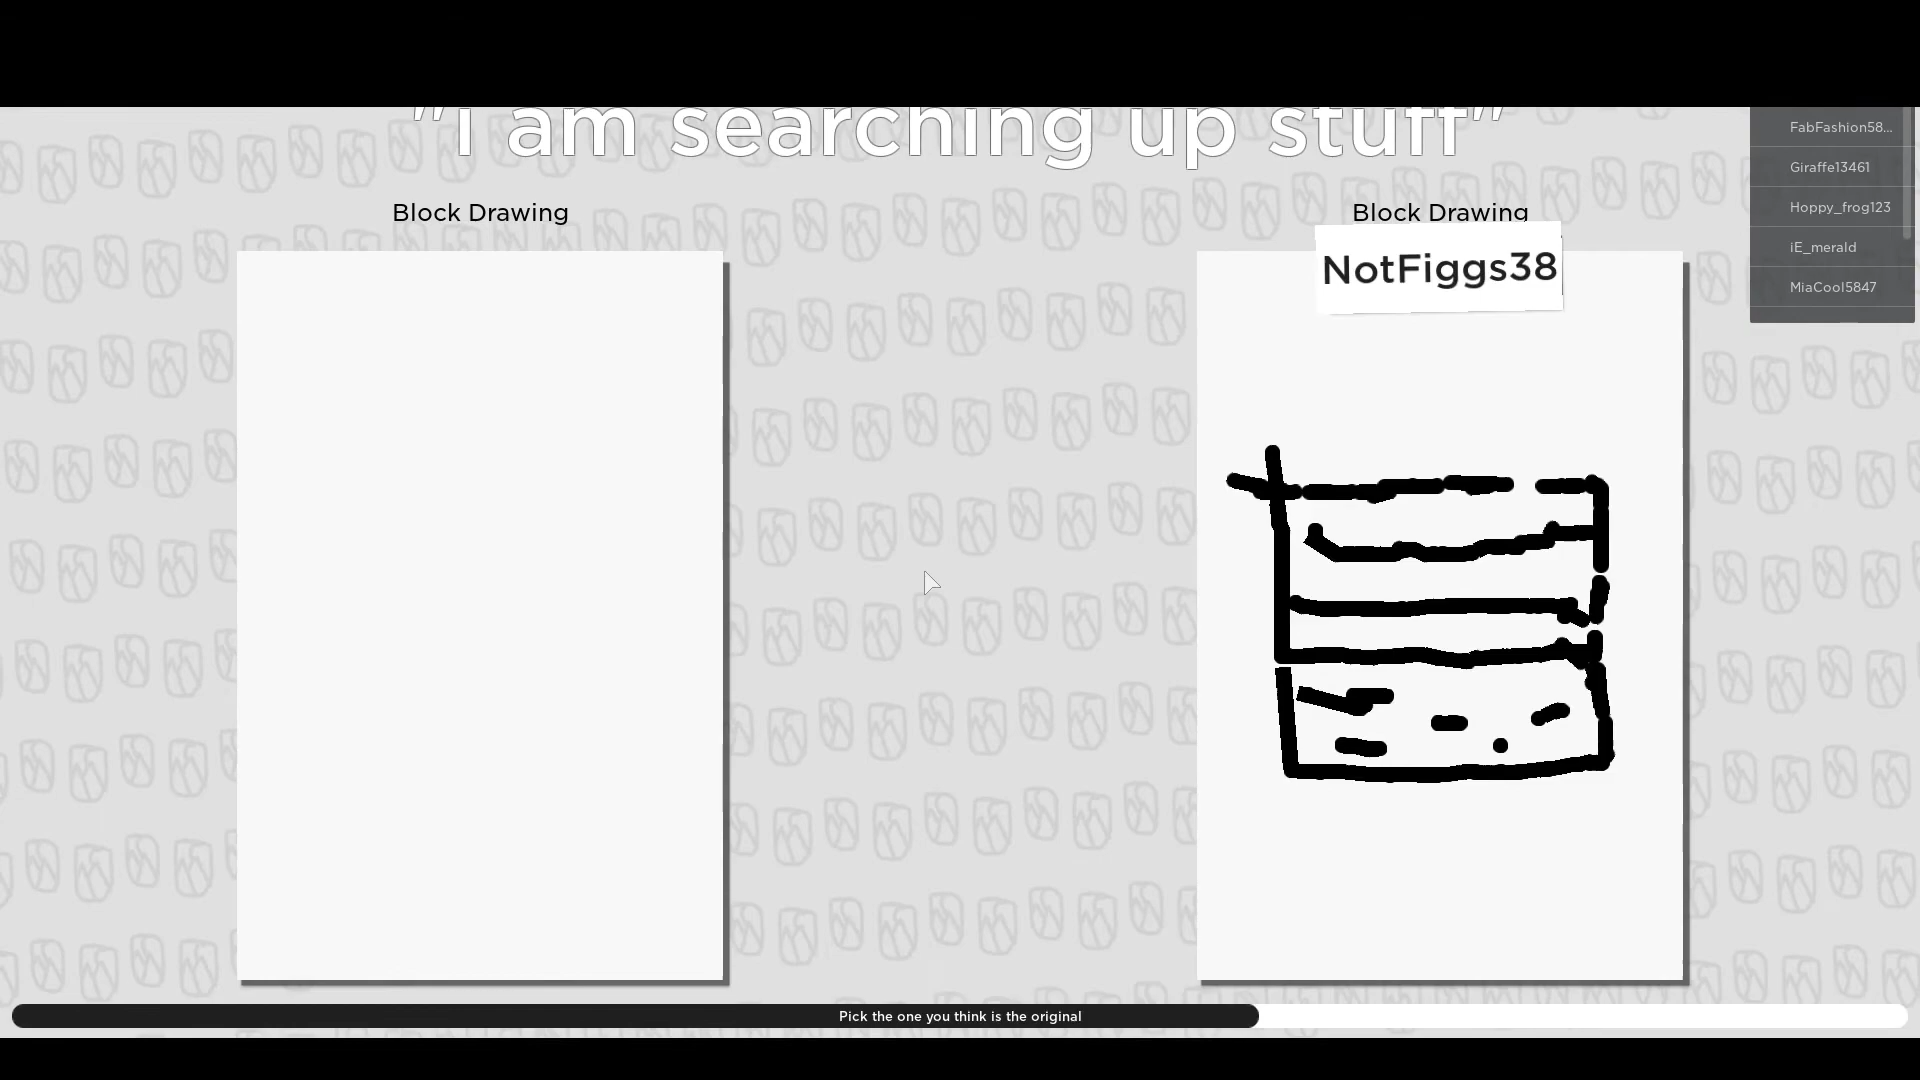 "i am searching up stuff"
Block Drawing
Block Drawing
NotFiggs38
FabFashion58...
Giraffe13461
Hoppy_frog123
iE_merald
MiaCool5847
Pick the one you think is the original